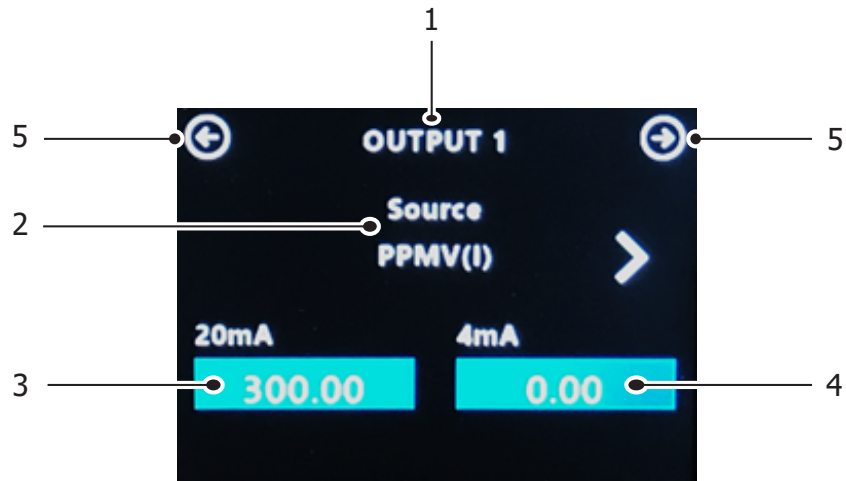 1
5 OUTPUT 1 5
2 Source
PPMV(I)
20mA 4mA
3 300.00 0.00 4